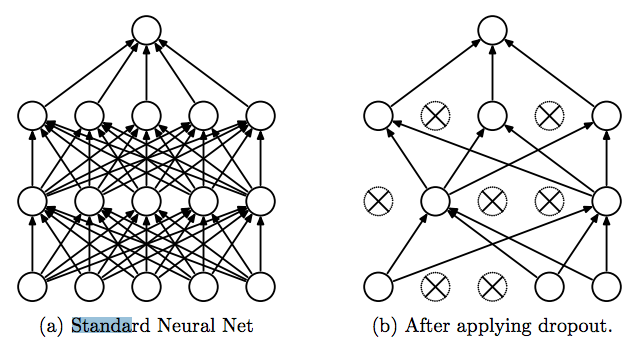 (a) Standard Neural Net
(b) After applying dropout.